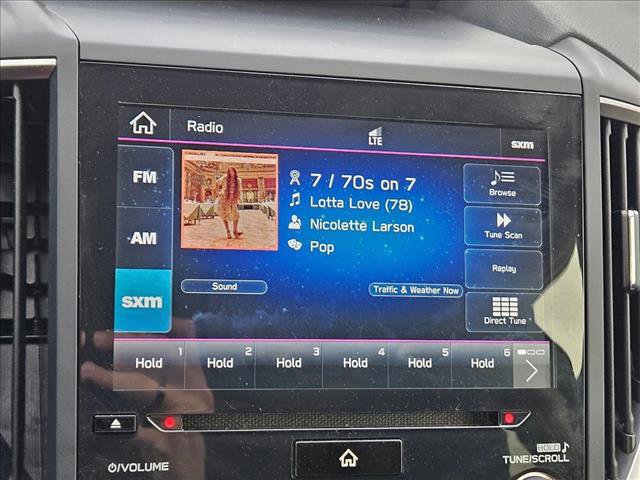 Radio
LTE
sxm
FM
AM
sxm
7 / 70s on 7
Lotta Love (78)
Nicolette Larson
Pop
Browse
Tune Scan
Replay
Direct Tune
Sound
Traffic & Weather Now
Hold 1
Hold 2
Hold 3
Hold 4
Hold 5
Hold 6
/VOLUME
HOLD
TUNE/SCROLL